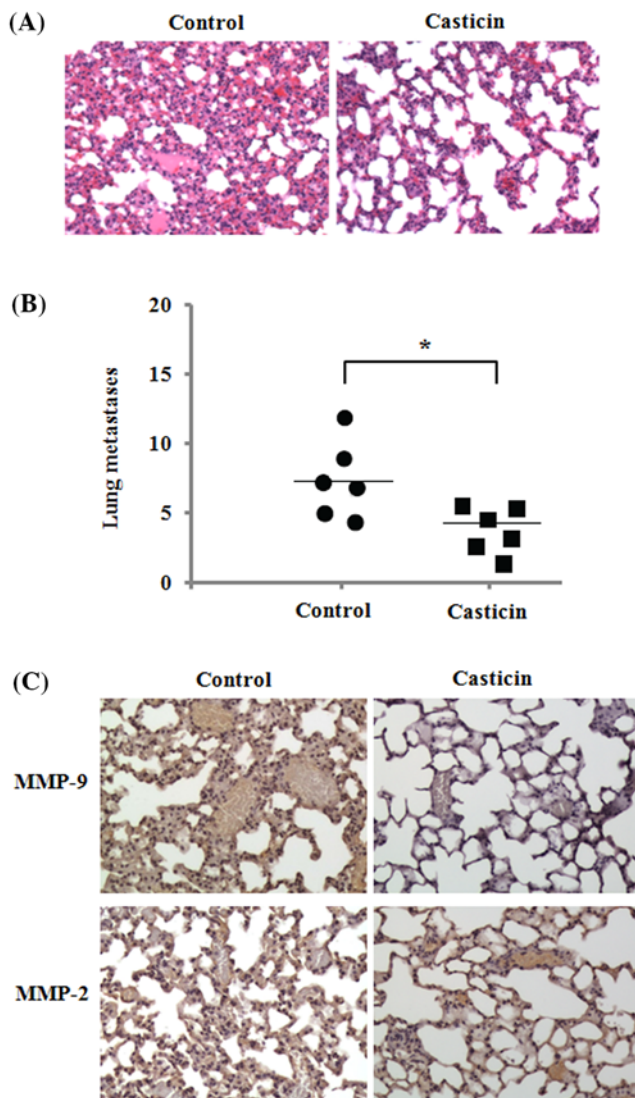 (A)
Control Casticin
(B)
20
15
10
5
0
Lung metastases
*
Control Casticin
(C)
Control Casticin
MMP-9
MMP-2